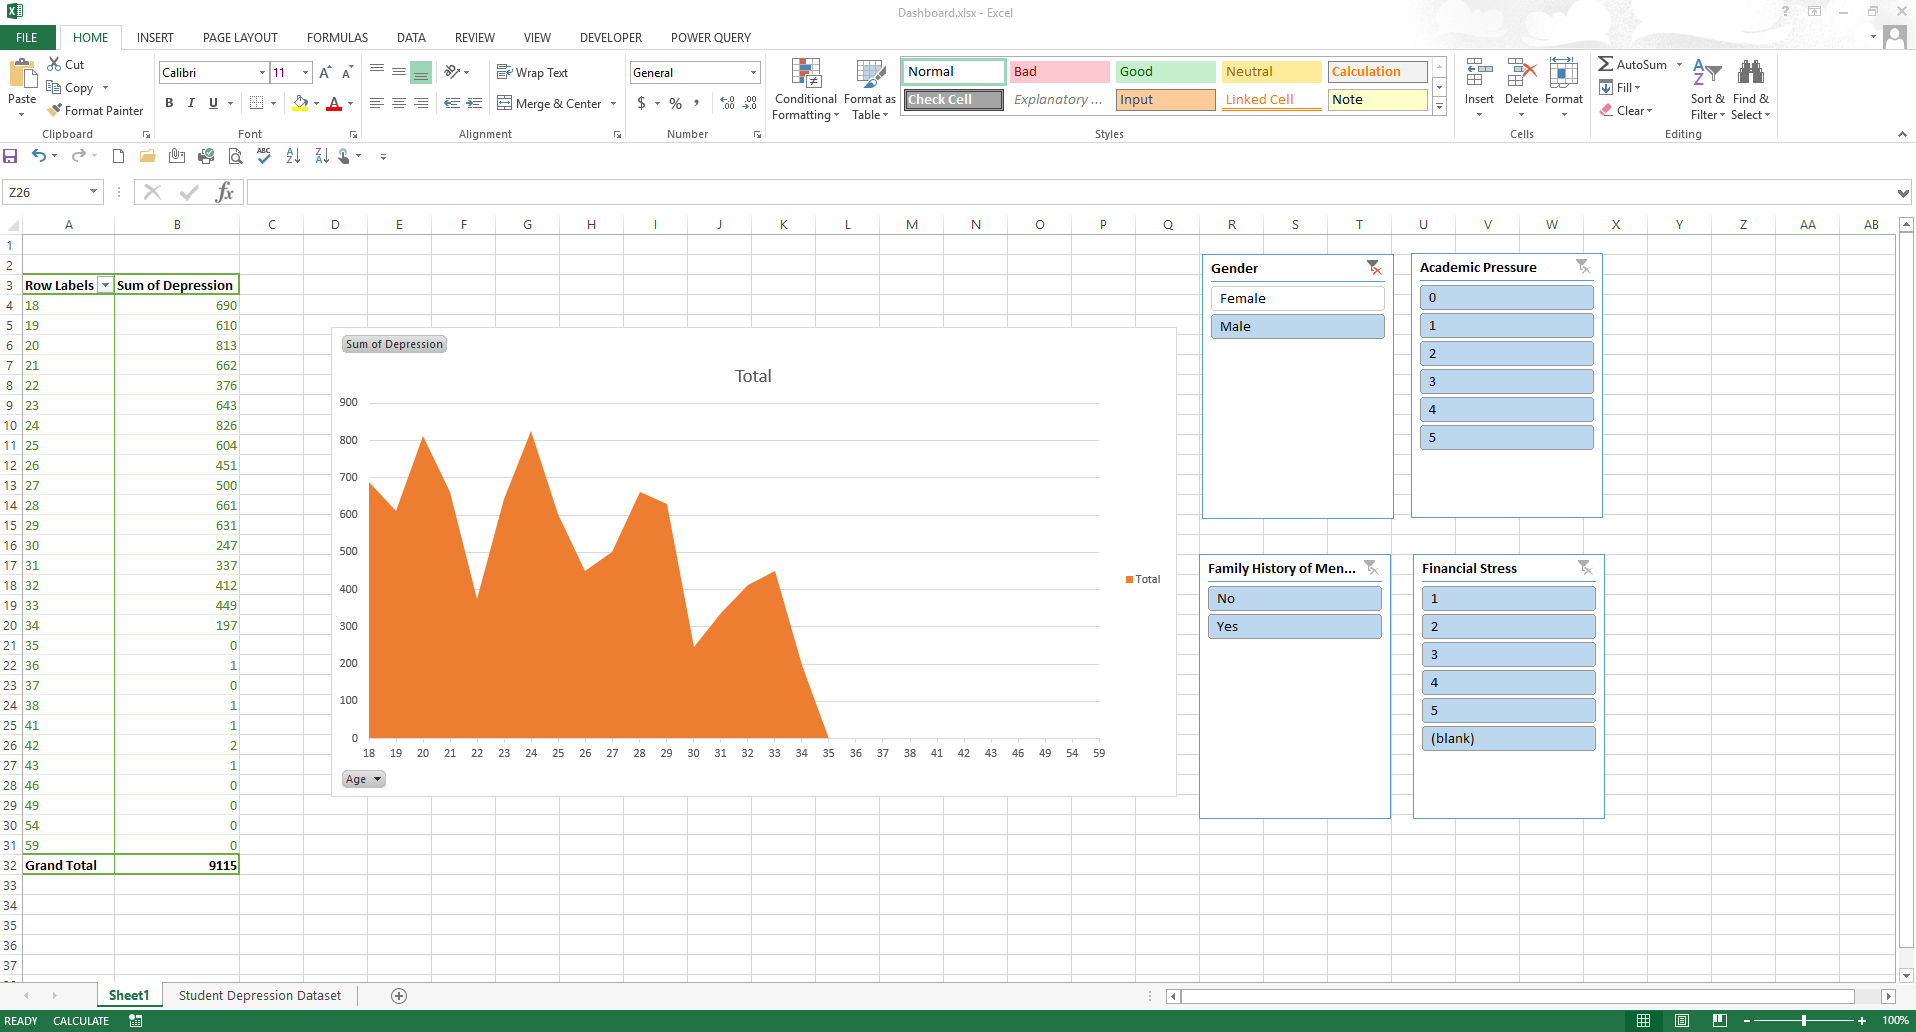 Dashboard.xlsx - Excel
FILE HOME INSERT PAGE LAYOUT FORMULAS DATA REVIEW VIEW DEVELOPER POWER QUERY
Paste
Cut
Copy
Format Painter
Clipboard
Calibri 11
B I U
Font
Wrap Text
Merge & Center
Alignment
General
$ % ,
Number
Conditional Formatting
Format as Table
Normal Bad Good Neutral Calculation
Check Cell Explanatory ... Input Linked Cell Note
Styles
Insert Delete Format
Cells
AutoSum
Fill
Clear
Sort & Filter
Find & Select
Editing
Z26
fx
A B C D E F G H I J K L M N O P Q R S T U V W X Y Z AA AB
1
2
3 Row Labels Sum of Depression
4 18 690
5 19 610
6 20 813
7 21 662
8 22 376
9 23 643
10 24 826
11 25 604
12 26 451
13 27 500
14 28 661
15 29 631
16 30 247
17 31 337
18 32 412
19 33 449
20 34 197
21 35 0
22 36 1
23 37 0
24 38 1
25 41 1
26 42 2
27 43 1
28 46 0
29 49 0
30 54 0
31 59 0
32 Grand Total 9115
33
34
35
36
37
Sum of Depression
Total
900
800
700
600
500
400
300
200
100
0
18 19 20 21 22 23 24 25 26 27 28 29 30 31 32 33 34 35 36 37 38 41 42 43 46 49 54 59
Total
Age
Gender
Female
Male
Academic Pressure
0
1
2
3
4
5
Family History of Men...
No
Yes
Financial Stress
1
2
3
4
5
(blank)
Sheet1 Student Depression Dataset
READY CALCULATE 100%